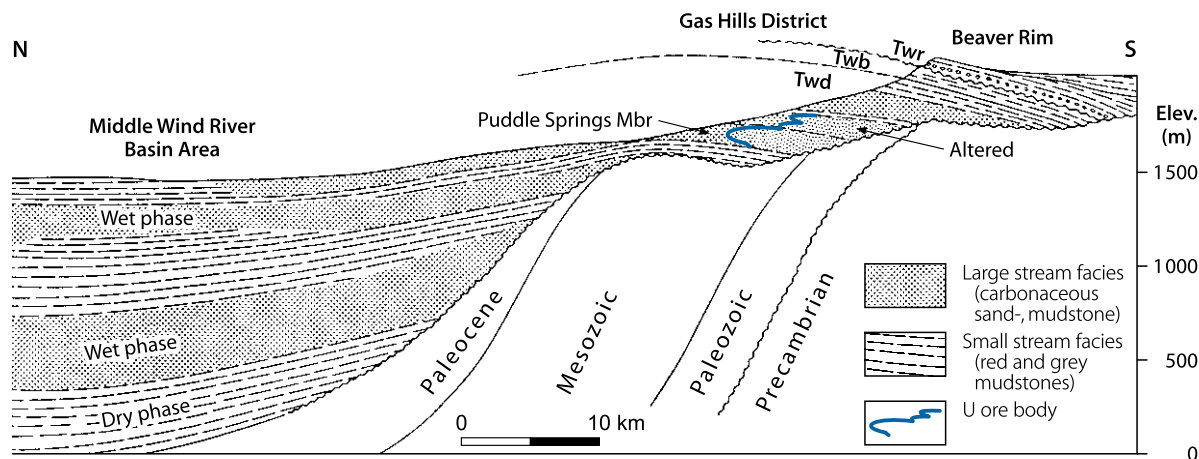 Gas Hills District
N
Twr
Beaver Rim
S
Twb
Twd
Elev.
(m)
Puddle Springs Mbr
Middle Wind River
Basin Area
Altered
1500
Wet phase
1000
Large stream facies
(carbonaceous
sand-, mudstone)
Wet phase
Paleocene
Mesozoic
Paleozoic
Precambrian
Small stream facies
(red and grey
mudstones)
500
Dry phase
0
10 km
U ore body
0